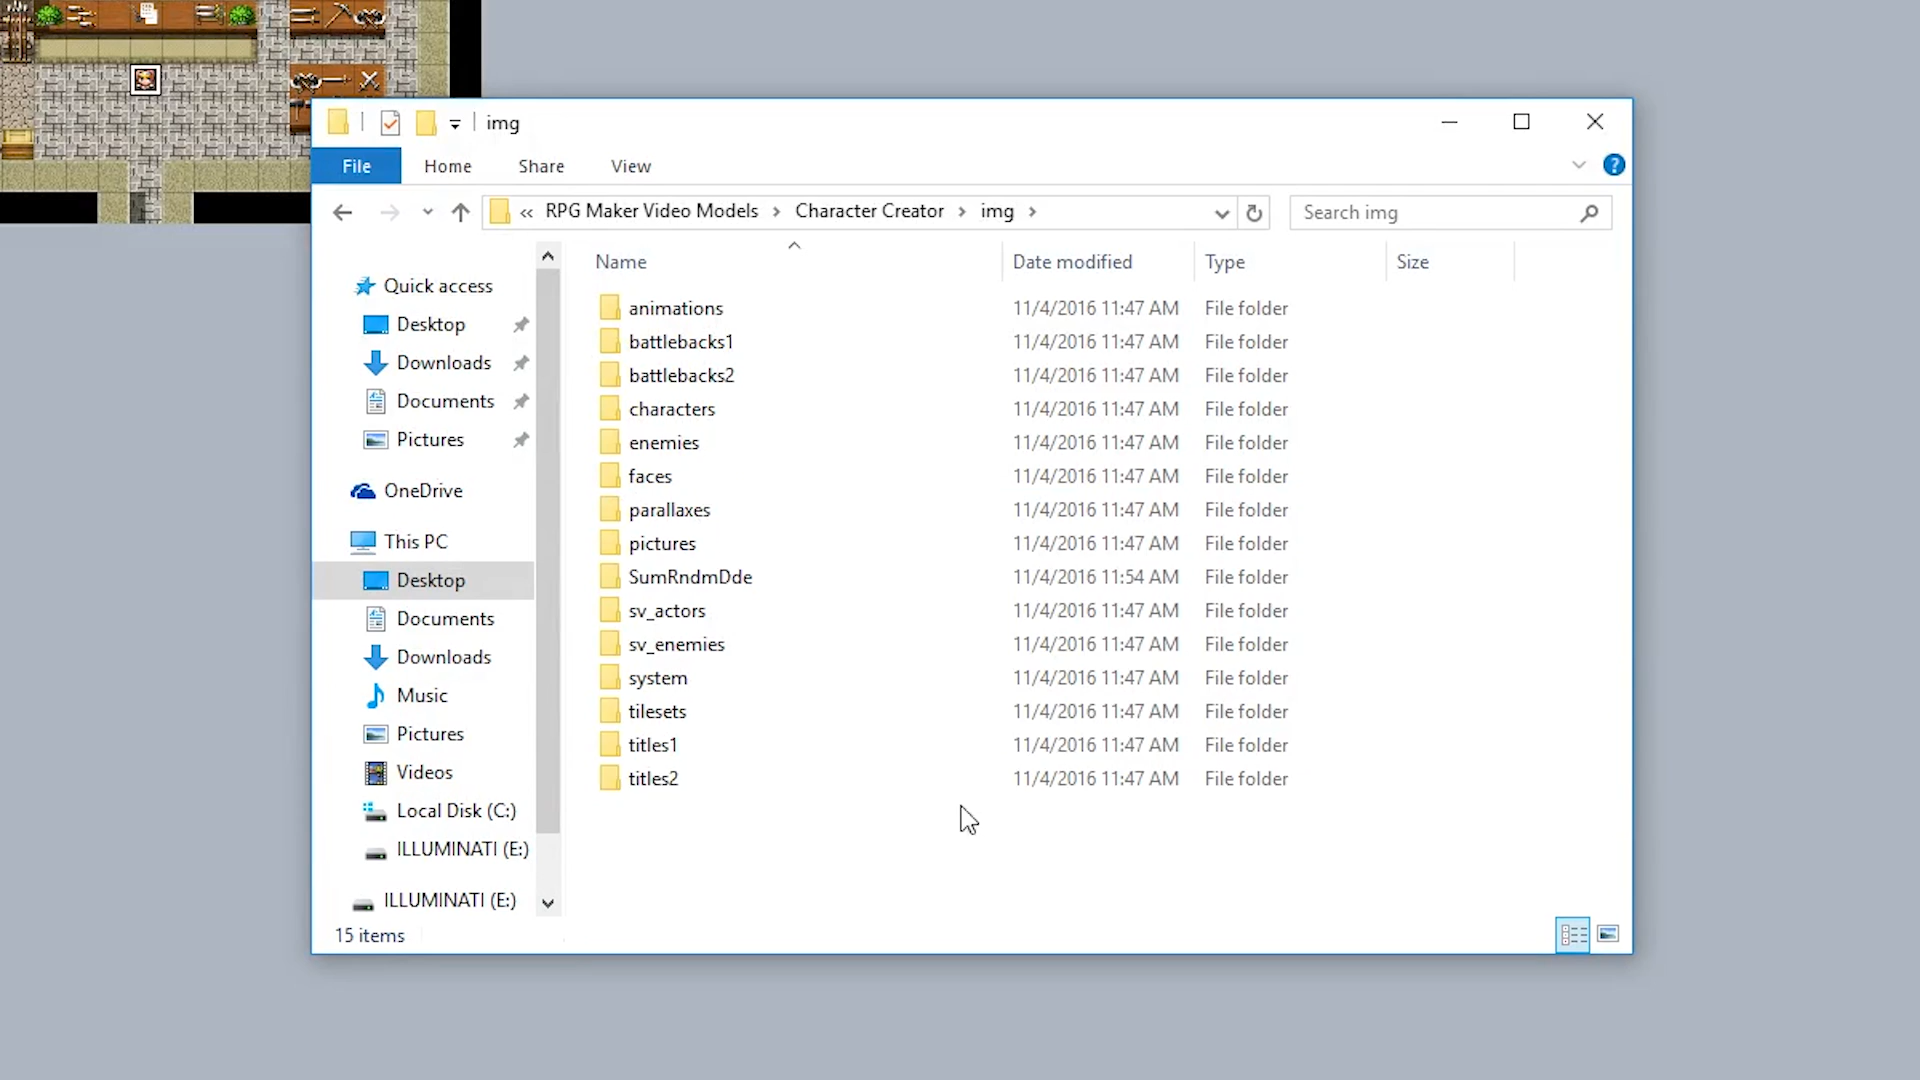 img
File Home Share View
« RPG Maker Video Models > Character Creator > img >
Search img
Name Date modified Type Size
Quick access
Desktop
Downloads
Documents
Pictures
OneDrive
This PC
Desktop
Documents
Downloads
Music
Pictures
Videos
Local Disk (C:)
ILLUMINATI (E:)
ILLUMINATI (E:)
animations 11/4/2016 11:47 AM File folder
battlebacks1 11/4/2016 11:47 AM File folder
battlebacks2 11/4/2016 11:47 AM File folder
characters 11/4/2016 11:47 AM File folder
enemies 11/4/2016 11:47 AM File folder
faces 11/4/2016 11:47 AM File folder
parallaxes 11/4/2016 11:47 AM File folder
pictures 11/4/2016 11:47 AM File folder
SumRndmDde 11/4/2016 11:54 AM File folder
sv_actors 11/4/2016 11:47 AM File folder
sv_enemies 11/4/2016 11:47 AM File folder
system 11/4/2016 11:47 AM File folder
tilesets 11/4/2016 11:47 AM File folder
titles1 11/4/2016 11:47 AM File folder
titles2 11/4/2016 11:47 AM File folder
15 items